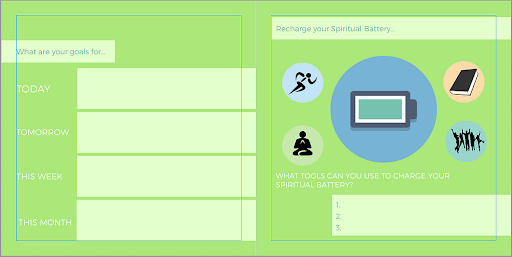 What are your goals for...
TODAY
TOMORROW
THIS WEEK
THIS MONTH
Recharge your Spiritual Battery...
WHAT TOOLS CAN YOU USE TO CHARGE YOUR
SPIRITUAL BATTERY?
1.
2.
3.